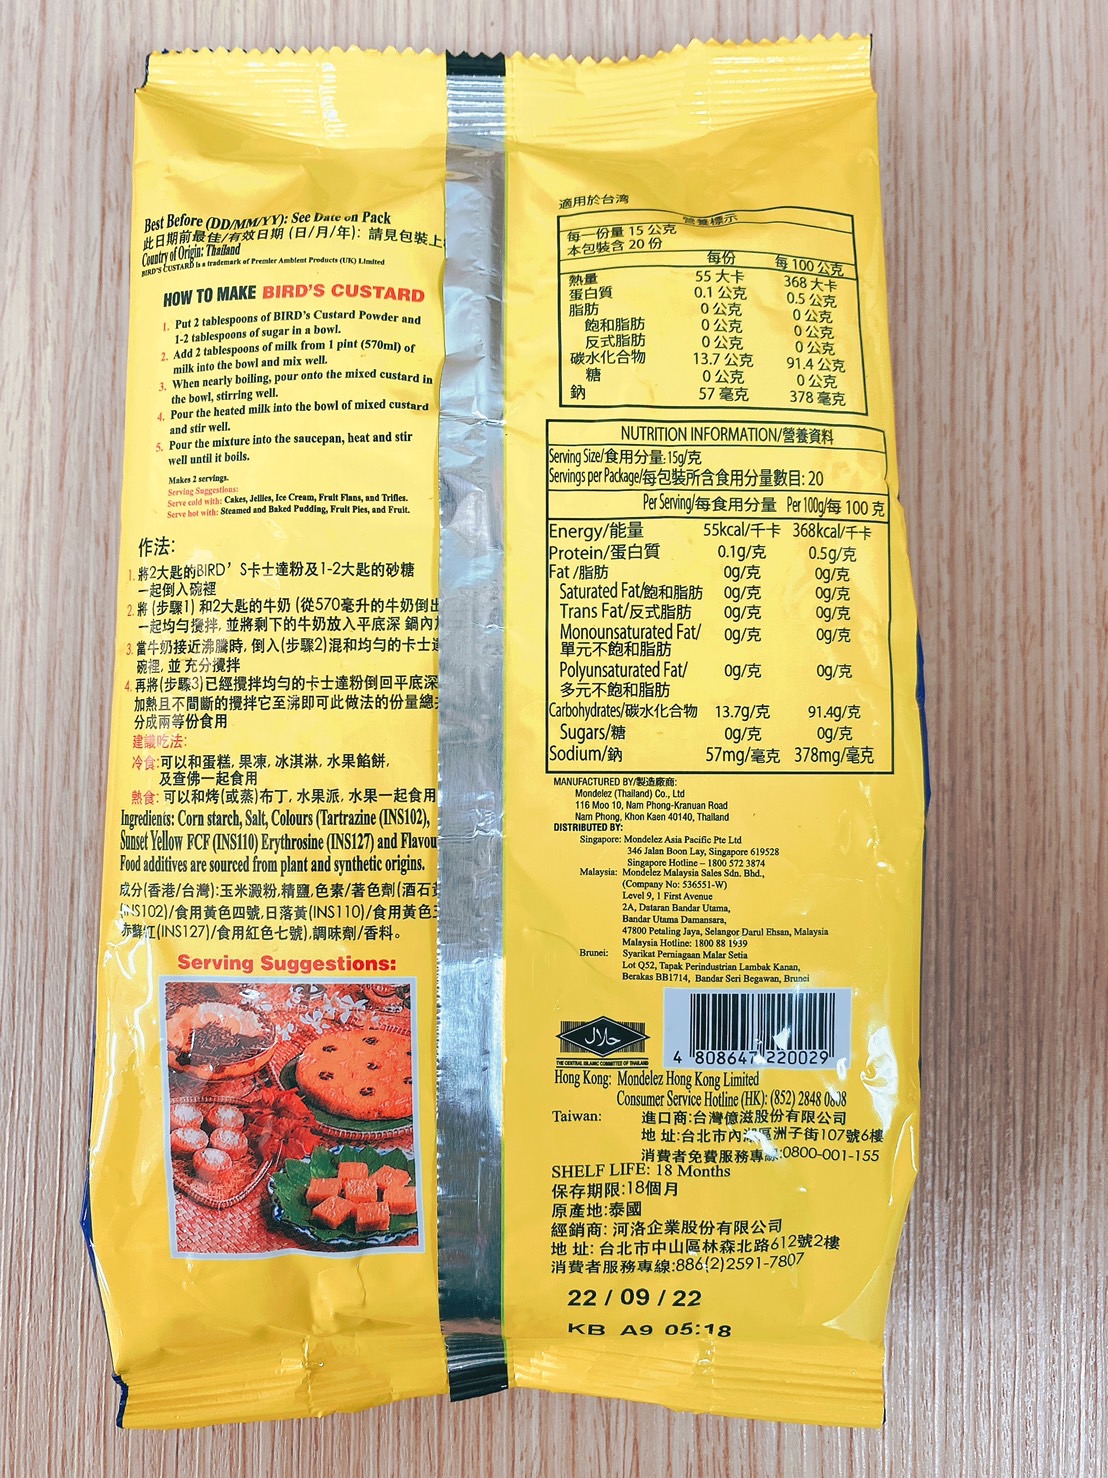 Best Before (DD/MM/YY): See Date on Pack
此日期前最佳/有效日期 (日/月/年): 請見包裝上
Country of Origin: Thailand
BIRD'S CUSTARD is a trademark of Premier Ambient Products (UK) Limited
HOW TO MAKE BIRD'S CUSTARD
1. Put 2 tablespoons of BIRD's Custard Powder and
1-2 tablespoons of sugar in a bowl.
2. Add 2 tablespoons of milk from 1 pint (570ml) of
milk into the bowl and mix well.
3. When nearly boiling, pour onto the mixed custard in
the bowl, stirring well.
4. Pour the heated milk into the bowl of mixed custard
and stir well.
5. Pour the mixture into the saucepan, heat and stir
well until it boils.
Makes 2 servings.
Serving Suggestions:
Serve cold with: Cakes, Jellies, Ice Cream, Fruit Flans, and Trifles.
Serve hot with: Steamed and Baked Pudding, Fruit Pies, and Fruit.
作法:
1. 將2大匙的BIRD'S卡士達粉及1-2大匙的砂糖
一起倒入碗裡
2. 將 (步驟1) 和2大匙的牛奶 (從570毫升的牛奶倒出
一起均勻攪拌, 並將剩下的牛奶放入平底深 鍋內
3. 當牛奶接近沸騰時, 倒入(步驟2)混和均勻的卡士
碗裡, 並 充分攪拌
4. 再將(步驟3)已經攪拌均勻的卡士達粉倒回平底深
加熱且不間斷的攪拌它至沸即可此做法的份量總
分成兩等份食用
建議吃法:
冷食:可以和蛋糕, 果凍, 冰淇淋, 水果餡餅,
及查佛一起食用
熱食: 可以和烤(或蒸)布丁, 水果派, 水果一起食用
Ingredients: Corn starch, Salt, Colours (Tartrazine (INS102),
Sunset Yellow FCF (INS110) Erythrosine (INS127) and Flavou
Food additives are sourced from plant and synthetic origins.
成分(香港/台灣):玉米澱粉,精鹽,色素/著色劑(酒石
(INS102)/食用黃色四號,日落黃(INS110)/食用黃色
赤蘚紅(INS127)/食用紅色七號),調味劑/香料。
Serving Suggestions:
適用於台湾
營養標示
每一份量 15 公克
本包裝含 20 份
每份 每 100 公克
熱量 55 大卡 368 大卡
蛋白質 0.1 公克 0.5 公克
脂肪 0 公克 0 公克
飽和脂肪 0 公克 0 公克
反式脂肪 0 公克 0 公克
碳水化合物 13.7 公克 91.4 公克
糖 0 公克 0 公克
鈉 57 毫克 378 毫克
NUTRITION INFORMATION/營養資料
Serving Size/食用分量: 15g/克
Servings per Package/每包裝所含食用分量數目: 20
Per Serving/每食用分量 Per 100g/每 100 克
Energy/能量 55kcal/千卡 368kcal/千卡
Protein/蛋白質 0.1g/克 0.5g/克
Fat /脂肪 0g/克 0g/克
Saturated Fat/飽和脂肪 0g/克 0g/克
Trans Fat/反式脂肪 0g/克 0g/克
Monounsaturated Fat/ 0g/克 0g/克
單元不飽和脂肪
Polyunsaturated Fat/ 0g/克 0g/克
多元不飽和脂肪
Carbohydrates/碳水化合物 13.7g/克 91.4g/克
Sugars/糖 0g/克 0g/克
Sodium/鈉 57mg/毫克 378mg/毫克
MANUFACTURED BY/製造廠商:
Mondelez (Thailand) Co., Ltd
116 Moo 10, Nam Phong-Kranuan Road
Nam Phong, Khon Kaen 40140, Thailand
DISTRIBUTED BY:
Singapore: Mondelez Asia Pacific Pte Ltd
346 Jalan Boon Lay, Singapore 619528
Singapore Hotline – 1800 572 3874
Malaysia: Mondelez Malaysia Sales Sdn. Bhd.,
(Company No: 536551-W)
Level 9, 1 First Avenue
2A, Dataran Bandar Utama,
Bandar Utama Damansara,
47800 Petaling Jaya, Selangor Darul Ehsan, Malaysia
Malaysia Hotline: 1800 88 1939
Brunei: Syarikat Perniagaan Malar Setia
Lot Q52, Tapak Perindustrian Lambak Kanan,
Berakas BB1714, Bandar Seri Begawan, Brunei
حلال
THE CENTRAL ISLAMIC COMMITTEE OF THAILAND
4 808647 220029
Hong Kong: Mondelez Hong Kong Limited
Consumer Service Hotline (HK): (852) 2848 0808
Taiwan: 進口商:台灣億滋股份有限公司
地 址:台北市內湖區洲子街107號6樓
消費者免費服務專線:0800-001-155
SHELF LIFE: 18 Months
保存期限:18個月
原產地:泰國
經銷商: 河洛企業股份有限公司
地 址: 台北市中山區林森北路612號2樓
消費者服務專線:886(2)2591-7807
22 / 09 / 22
KB A9 05:18